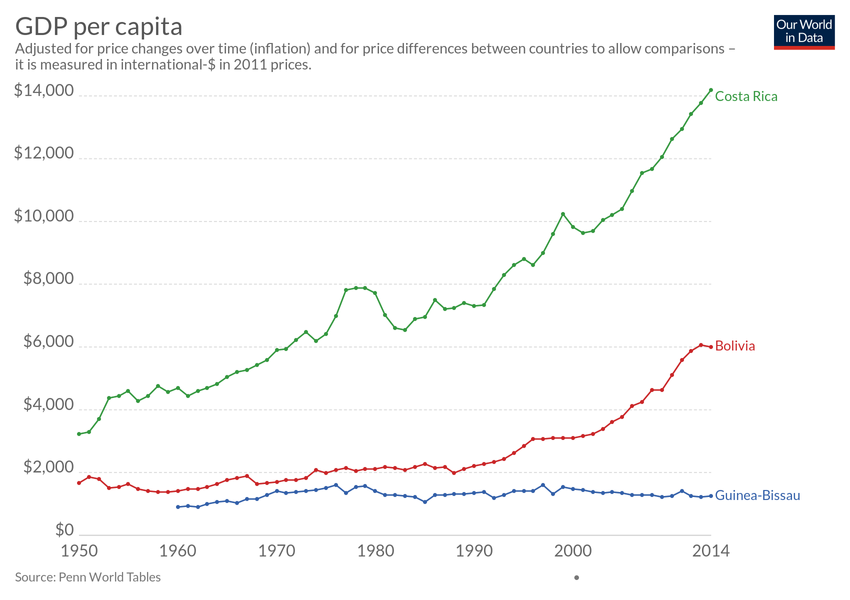 GDP per capita
Our World
in Data
Adjusted for price changes over time (inflation) and for price differences between countries to allow comparisons –
it is measured in international-$ in 2011 prices.
$14,000
Costa Rica
$12,000
$10,000
$8,000
$6,000
Bolivia
$4,000
$2,000
Guinea-Bissau
$0
1950 1960 1970 1980 1990 2000 2014
Source: Penn World Tables